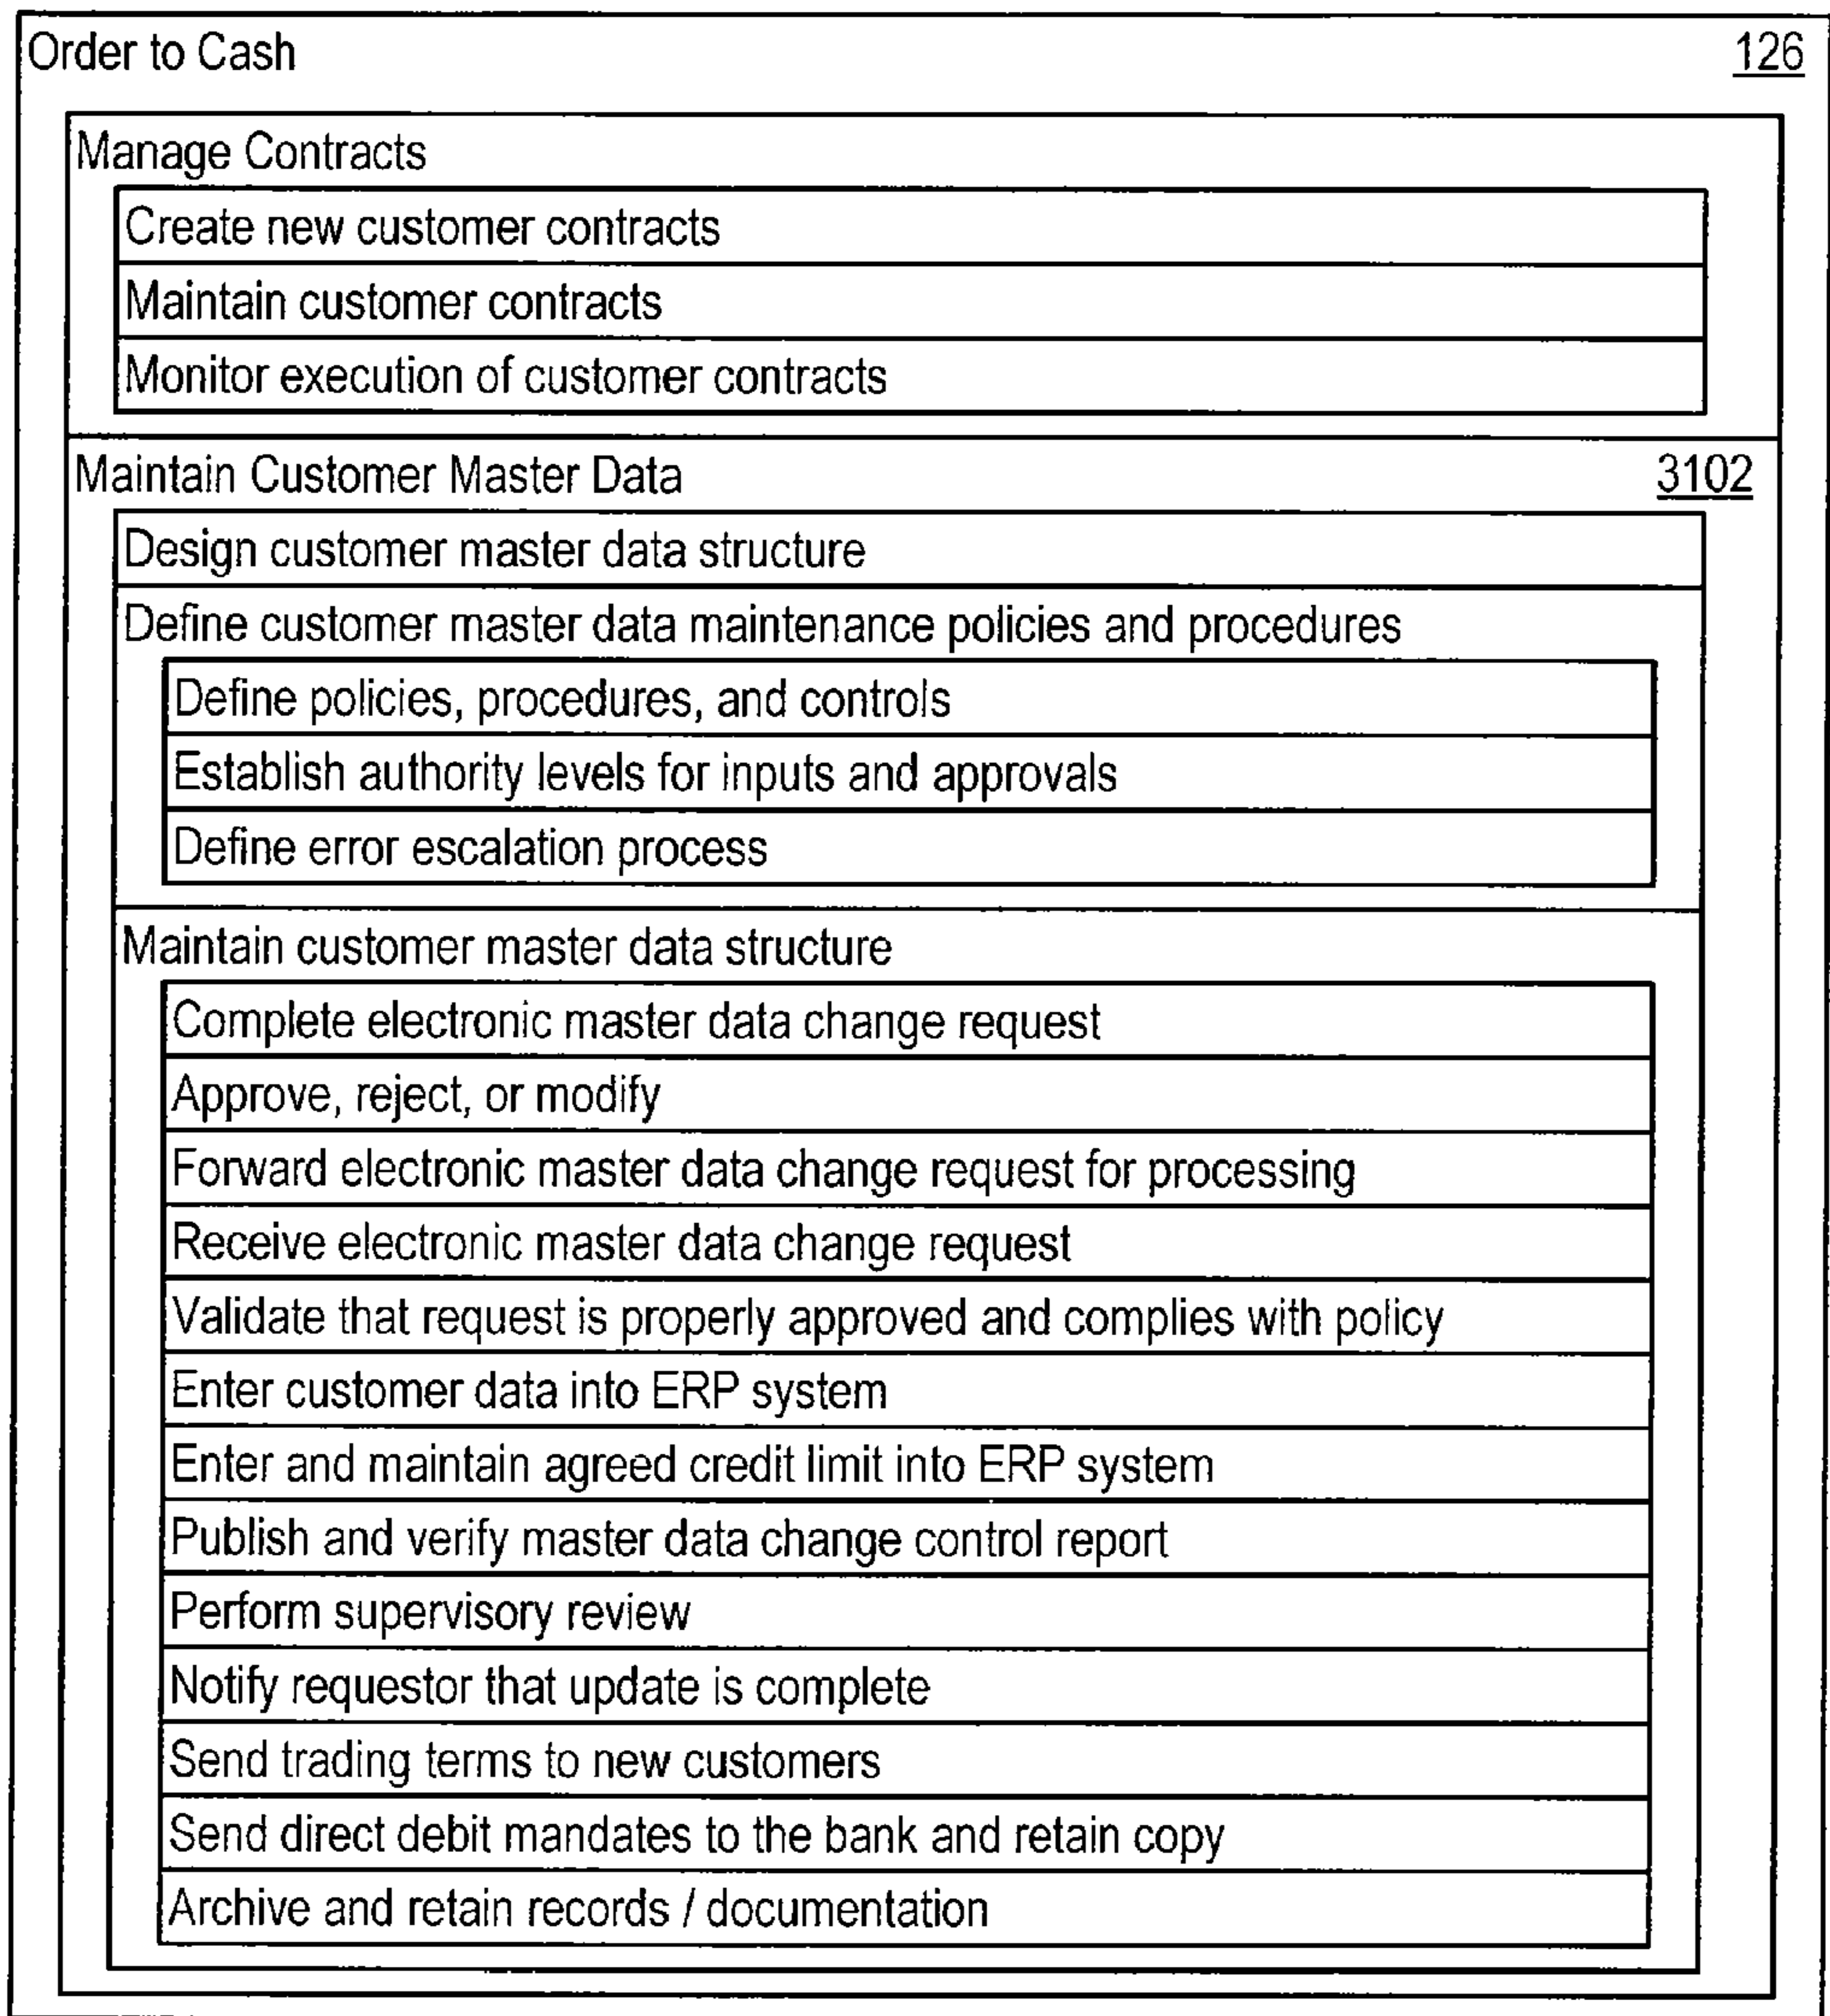 Order to Cash 126
Manage Contracts
Create new customer contracts
Maintain customer contracts
Monitor execution of customer contracts
Maintain Customer Master Data 3102
Design customer master data structure
Define customer master data maintenance policies and procedures
Define policies, procedures, and controls
Establish authority levels for inputs and approvals
Define error escalation process
Maintain customer master data structure
Complete electronic master data change request
Approve, reject, or modify
Forward electronic master data change request for processing
Receive electronic master data change request
Validate that request is properly approved and complies with policy
Enter customer data into ERP system
Enter and maintain agreed credit limit into ERP system
Publish and verify master data change control report
Perform supervisory review
Notify requestor that update is complete
Send trading terms to new customers
Send direct debit mandates to the bank and retain copy
Archive and retain records / documentation